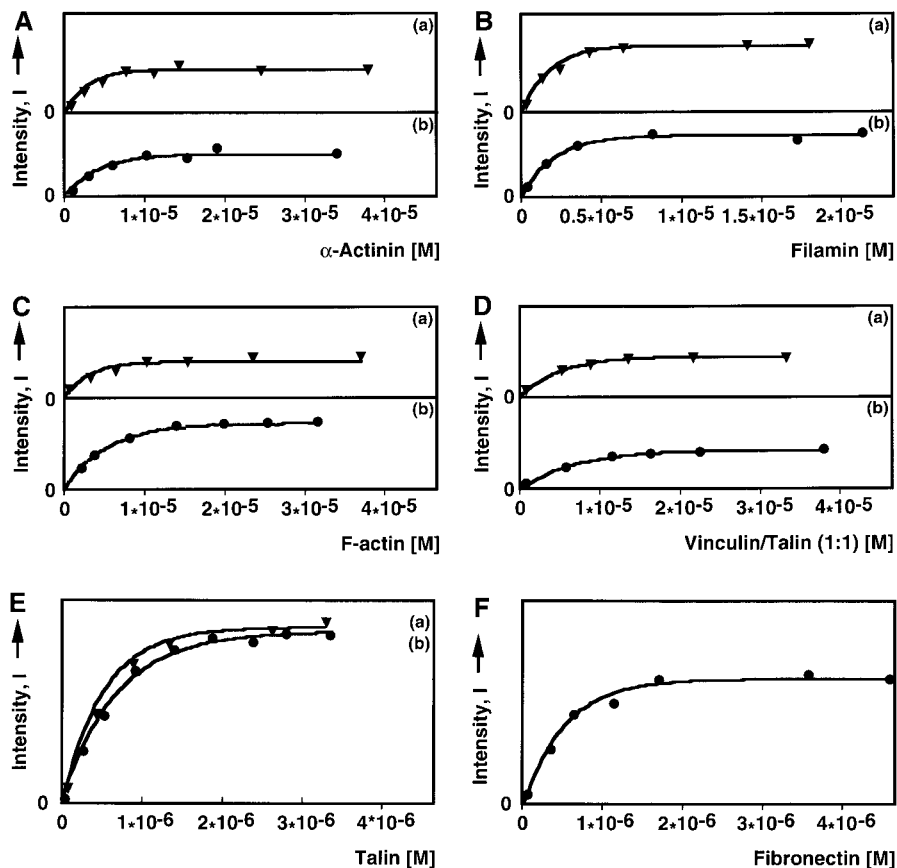 A
B
(a)
(a)
Intensity, I
0
(b)
Intensity, I
0
(b)
0
0
0 1*10-5 2*10-5 3*10-5 4*10-5
0 0.5*10-5 1*10-5 1.5*10-5 2*10-5
α-Actinin [M]
Filamin [M]
C
D
(a)
(a)
Intensity, I
0
(b)
Intensity, I
0
(b)
0
0
0 1*10-5 2*10-5 3*10-5 4*10-5
0 1*10-5 2*10-5 3*10-5 4*10-5
F-actin [M]
Vinculin/Talin (1:1) [M]
E
F
(a)
(b)
Intensity, I
Intensity, I
0
0
0 1*10-6 2*10-6 3*10-6 4*10-6
0 1*10-6 2*10-6 3*10-6 4*10-6
Talin [M]
Fibronectin [M]